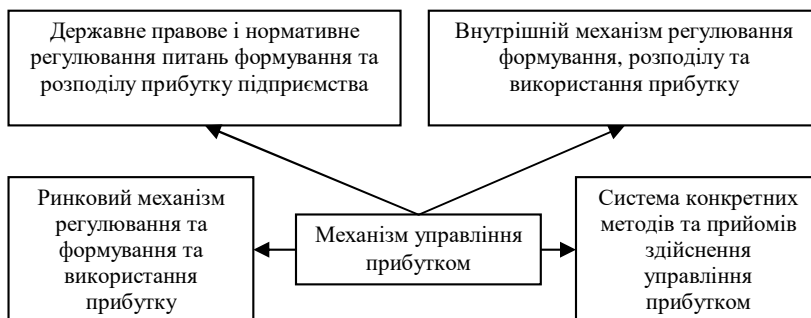 Державне правове і нормативне
регулювання питань формування та
розподілу прибутку підприємства
Внутрішній механізм регулювання
формування, розподілу та
використання прибутку
Ринковий механізм
регулювання та
формування та
використання
прибутку
Механізм управління
прибутком
Система конкретних
методів та прийомів
здійснення
управління
прибутком